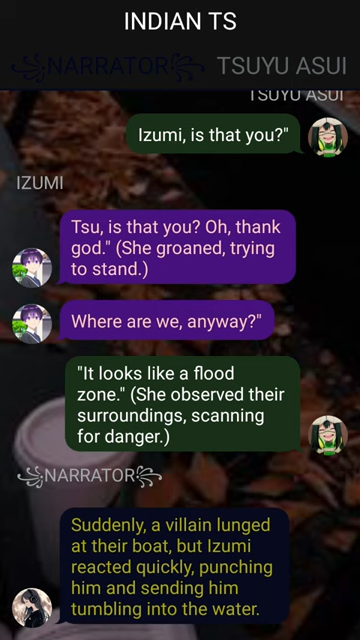 INDIAN TS
꧁NARRATOR꧂ TSUYU ASUI
TSUYU ASUI
Izumi, is that you?"
IZUMI
Tsu, is that you? Oh, thank
god." (She groaned, trying
to stand.)
Where are we, anyway?"
"It looks like a flood
zone." (She observed their
surroundings, scanning
for danger.)
꧁NARRATOR꧂
Suddenly, a villain lunged
at their boat, but Izumi
reacted quickly, punching
him and sending him
tumbling into the water.